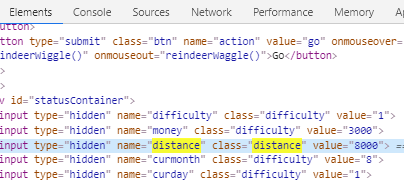 Elements Console Sources Network Performance Memory
utton>
tton type="submit" class="btn" name="action" value="go" onmouseover=
indeerWiggle()" onmouseout="reindeerWaggle()">Go</button>
>
>
v id="statusContainer">
input type="hidden" name="difficulty" class="difficulty" value="1">
input type="hidden" name="money" class="difficulty" value="3000">
input type="hidden" name="distance" class="distance" value="8000"> ==
input type="hidden" name="curmonth" class="difficulty" value="8">
input type="hidden" name="curday" class="difficulty" value="1">